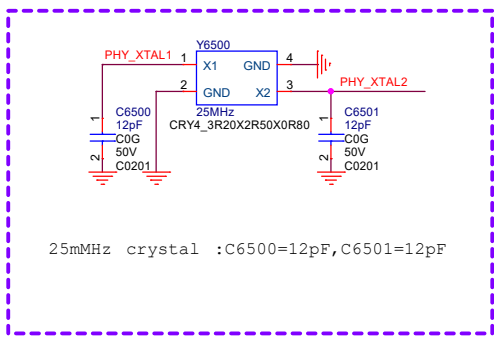 Y6500
PHY_XTAL1 1 X1 GND 4
2 GND X2 3 PHY_XTAL2
25MHz
CRY4_3R20X2R50X0R80
1 C6500
12pF
C0G
2 50V
C0201
1 C6501
12pF
C0G
2 50V
C0201
25mMHz crystal :C6500=12pF,C6501=12pF